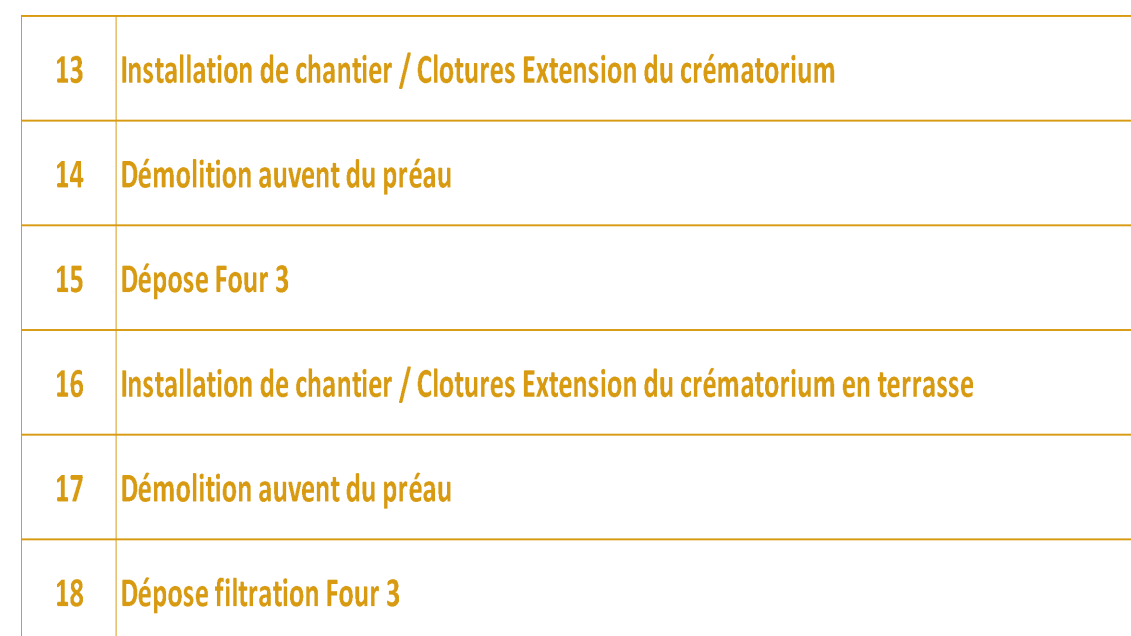 13 Installation de chantier / Clotures Extension du crématorium
14 Démolition auvent du préau
15 Dépose Four 3
16 Installation de chantier / Clotures Extension du crématorium en terrasse
17 Démolition auvent du préau
18 Dépose filtration Four 3